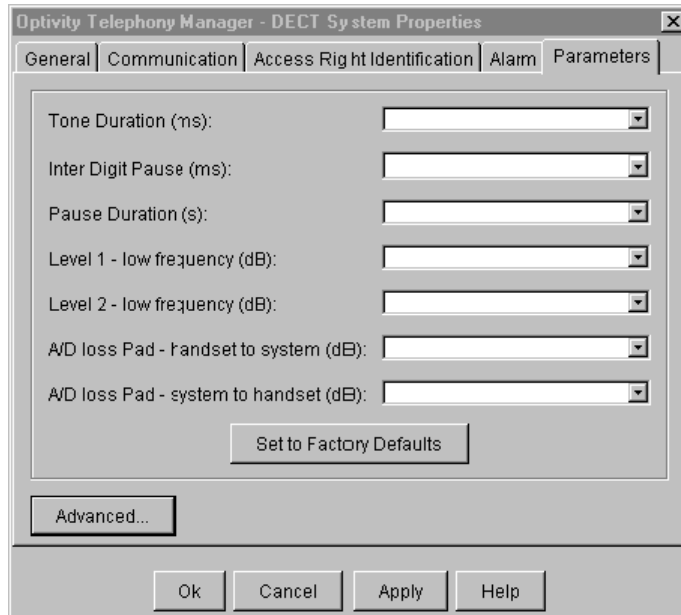 Optivity Telephony Manager - DECT System Properties
General Communication Access Right Identification Alarm Parameters
Tone Duration (ms):
Inter Digit Pause (ms):
Pause Duration (s):
Level 1 - low frequency (dB):
Level 2 - low frequency (dB):
A/D loss Pad - handset to system (dB):
A/D loss Pad - system to handset (dB):
Set to Factory Defaults
Advanced...
Ok Cancel Apply Help